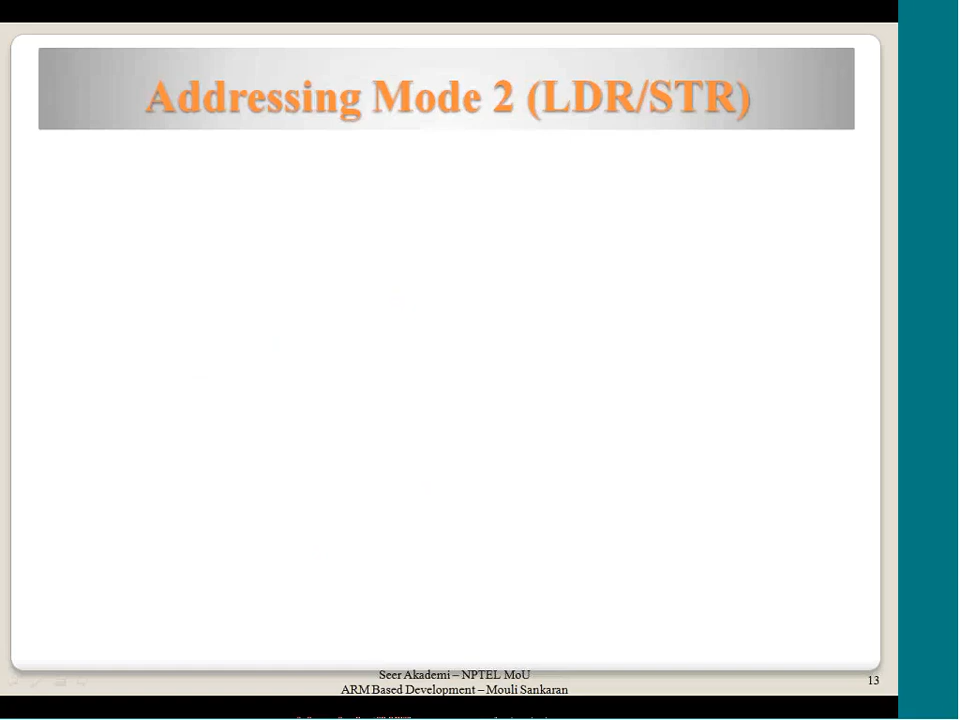 Addressing Mode 2 (LDR/STR)
Seer Akademi – NPTEL MoU
ARM Based Development – Mouli Sankaran
13